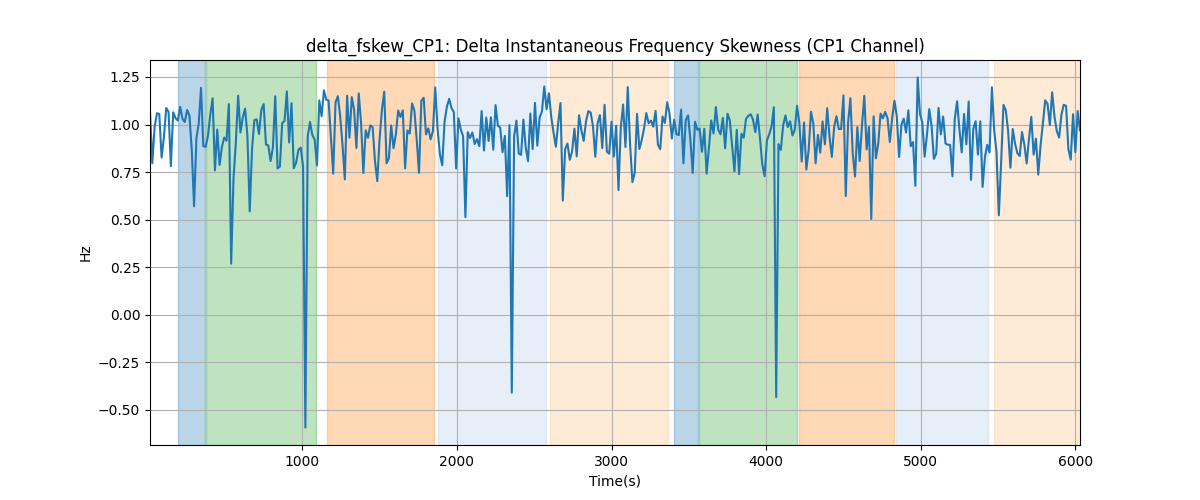 delta_fskew_CP1: Delta Instantaneous Frequency Skewness (CP1 Channel)
1.25
1.00
0.75
0.50
0.25
0.00
−0.25
−0.50
Hz
1000 2000 3000 4000 5000 6000
Time(s)